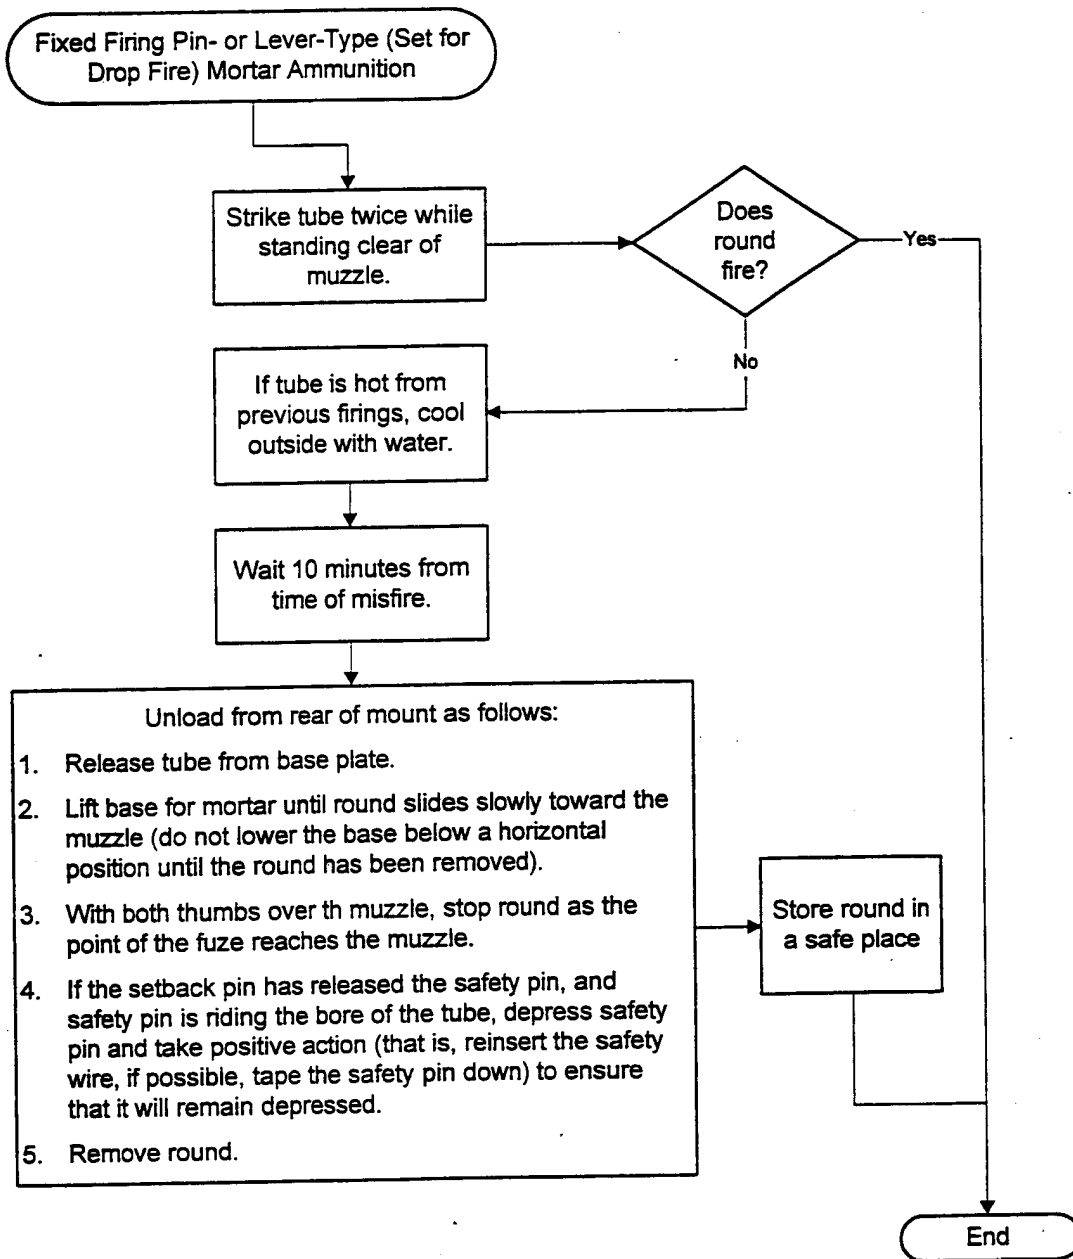 Fixed Firing Pin- or Lever-Type (Set for
Drop Fire) Mortar Ammunition
Strike tube twice while
standing clear of
muzzle.
Does
round
fire?
Yes
No
If tube is hot from
previous firings, cool
outside with water.
Wait 10 minutes from
time of misfire.
Unload from rear of mount as follows:
1. Release tube from base plate.
2. Lift base for mortar until round slides slowly toward the
muzzle (do not lower the base below a horizontal
position until the round has been removed).
3. With both thumbs over th muzzle, stop round as the
point of the fuze reaches the muzzle.
4. If the setback pin has released the safety pin, and
safety pin is riding the bore of the tube, depress safety
pin and take positive action (that is, reinsert the safety
wire, if possible, tape the safety pin down) to ensure
that it will remain depressed.
5. Remove round.
Store round in
a safe place
End